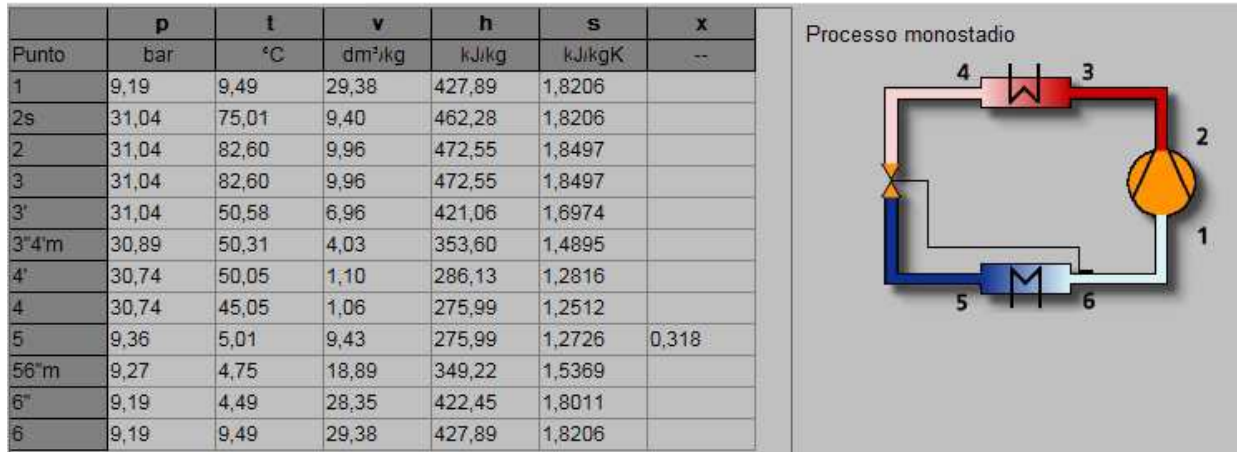 p t v h s x
Punto bar °C dm³/kg kJ/kg kJ/kgK --
1 9,19 9,49 29,38 427,89 1,8206
2s 31,04 75,01 9,40 462,28 1,8206
2 31,04 82,60 9,96 472,55 1,8497
3 31,04 82,60 9,96 472,55 1,8497
3' 31,04 50,58 6,96 421,06 1,6974
3"4'm 30,89 50,31 4,03 353,60 1,4895
4' 30,74 50,05 1,10 286,13 1,2816
4 30,74 45,05 1,06 275,99 1,2512
5 9,36 5,01 9,43 275,99 1,2726 0,318
56"m 9,27 4,75 18,89 349,22 1,5369
6" 9,19 4,49 28,35 422,45 1,8011
6 9,19 9,49 29,38 427,89 1,8206
Processo monostadio
4 3
2
1
5 6